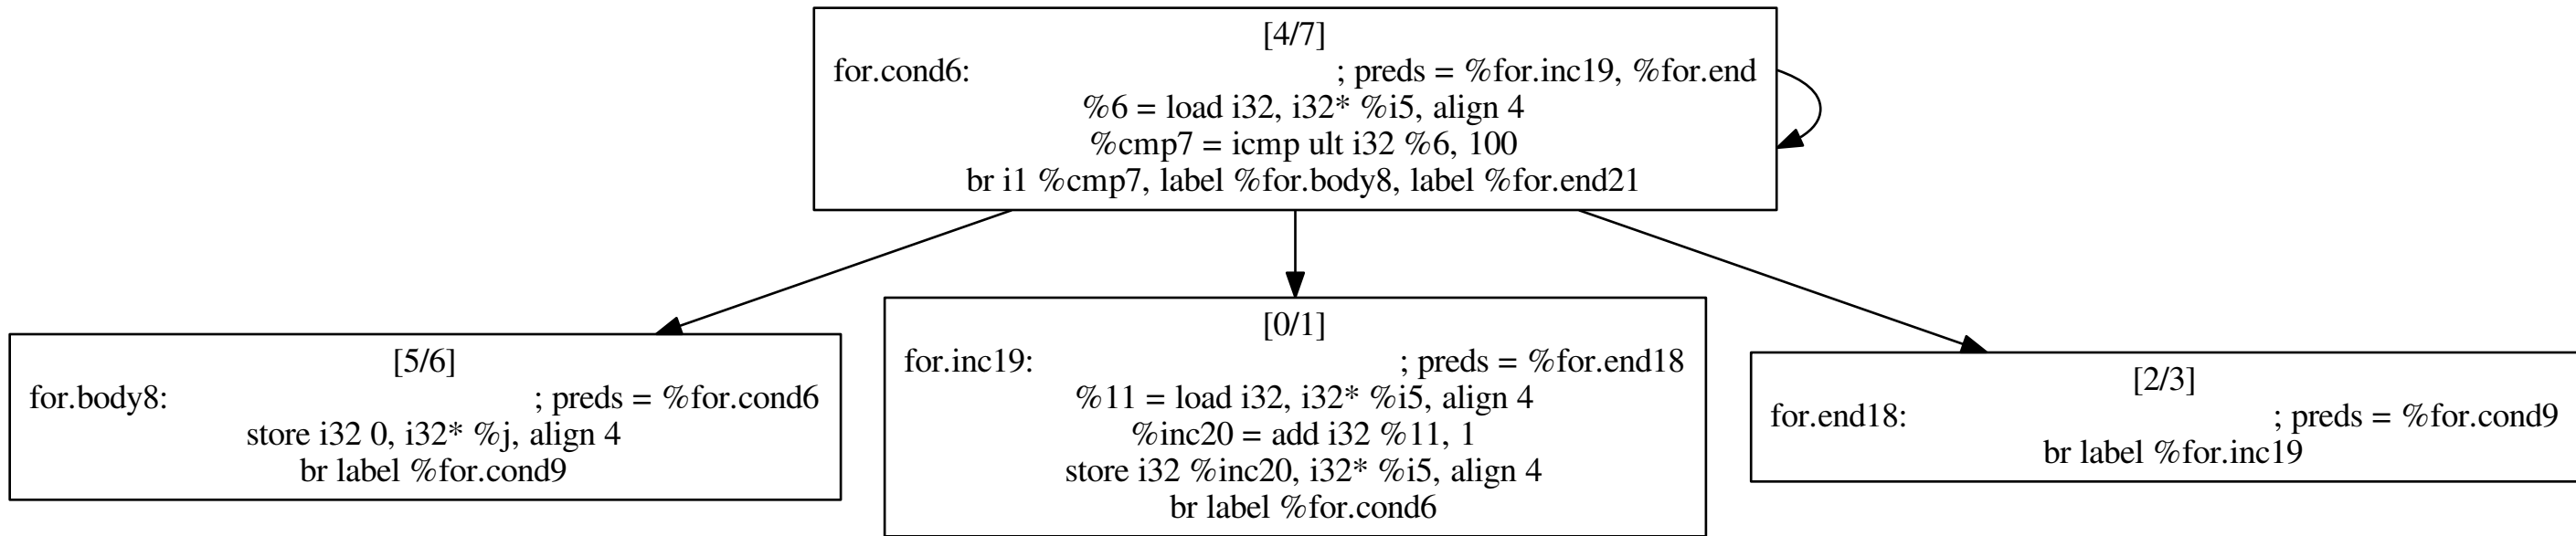 [4/7]
for.cond6: ; preds = %for.inc19, %for.end
%6 = load i32, i32* %i5, align 4
%cmp7 = icmp ult i32 %6, 100
br i1 %cmp7, label %for.body8, label %for.end21
[5/6]
for.body8: ; preds = %for.cond6
store i32 0, i32* %j, align 4
br label %for.cond9
[0/1]
for.inc19: ; preds = %for.end18
%11 = load i32, i32* %i5, align 4
%inc20 = add i32 %11, 1
store i32 %inc20, i32* %i5, align 4
br label %for.cond6
[2/3]
for.end18: ; preds = %for.cond9
br label %for.inc19